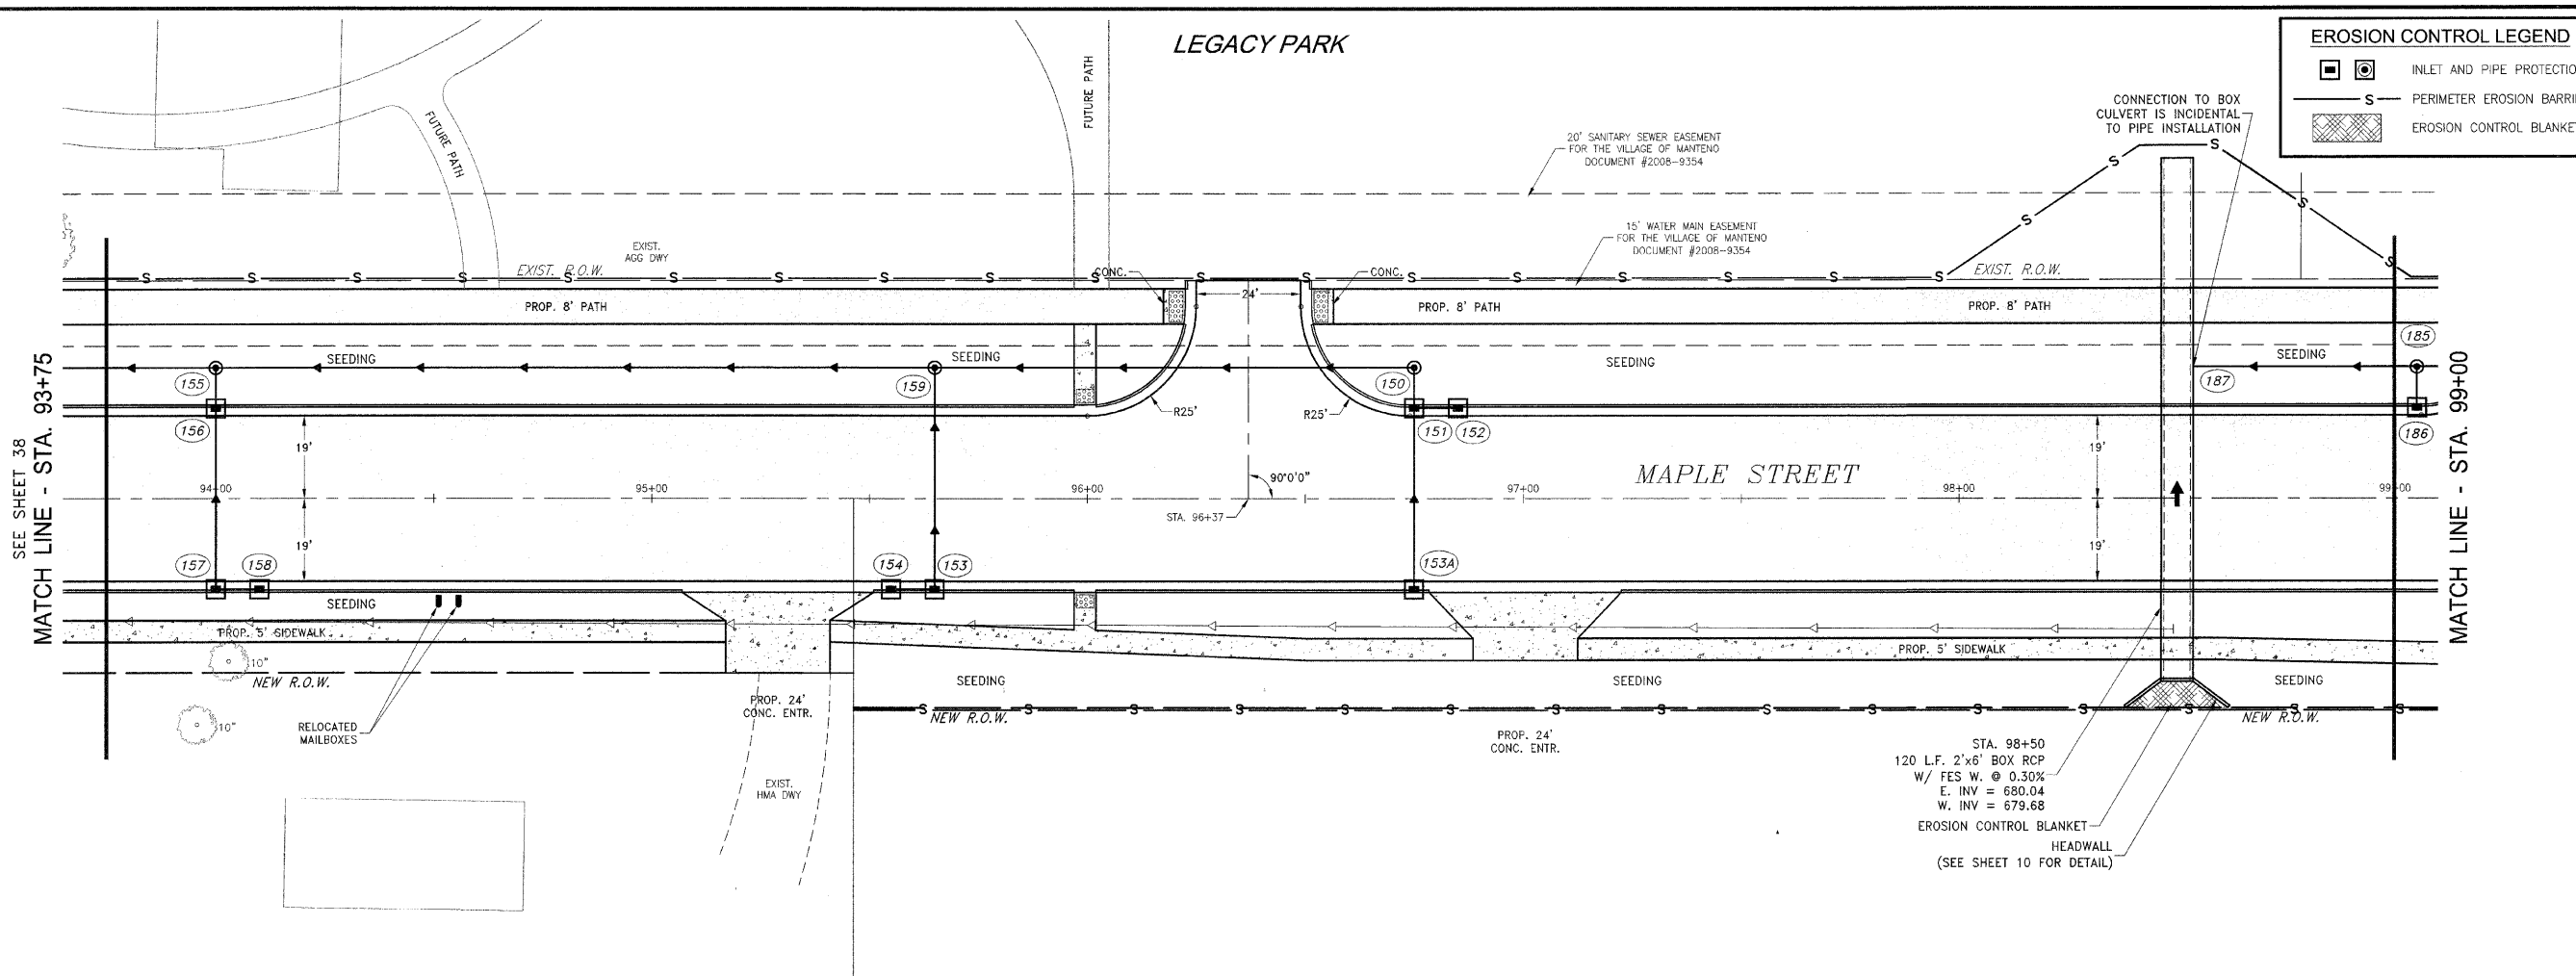 LEGACY PARK
EROSION CONTROL LEGEND
INLET AND PIPE PROTECTIO
S PERIMETER EROSION BARRI
EROSION CONTROL BLANKET
FUTURE PATH
FUTURE PATH
20' SANITARY SEWER EASEMENT
FOR THE VILLAGE OF MANTENO
DOCUMENT #2008-9354
CONNECTION TO BOX
CULVERT IS INCIDENTAL
TO PIPE INSTALLATION
15' WATER MAIN EASEMENT
FOR THE VILLAGE OF MANTENO
DOCUMENT #2008-9354
EXIST.
AGG DWY
EXIST. R.O.W.
CONC.
CONC.
EXIST. R.O.W.
24'
PROP. 8' PATH
PROP. 8' PATH
PROP. 8' PATH
SEEDING
SEEDING
SEEDING
SEEDING
185
155
159
150
187
156
R25'
R25'
151
152
186
SEE SHEET 38
MATCH LINE - STA. 93+75
MATCH LINE - STA. 99+00
19'
19'
MAPLE STREET
90°0'0"
94+00
95+00
96+00
97+00
98+00
99+00
STA. 96+37
19'
19'
157
158
154
153
153A
SEEDING
PROP. 5' SIDEWALK
PROP. 5' SIDEWALK
10"
NEW R.O.W.
SEEDING
SEEDING
SEEDING
10"
RELOCATED
MAILBOXES
PROP. 24'
CONC. ENTR.
NEW R.O.W.
NEW R.O.W.
PROP. 24'
CONC. ENTR.
EXIST.
HMA DWY
STA. 98+50
120 L.F. 2'x6' BOX RCP
W/ FES W. @ 0.30%
E. INV = 680.04
W. INV = 679.68
EROSION CONTROL BLANKET
HEADWALL
(SEE SHEET 10 FOR DETAIL)